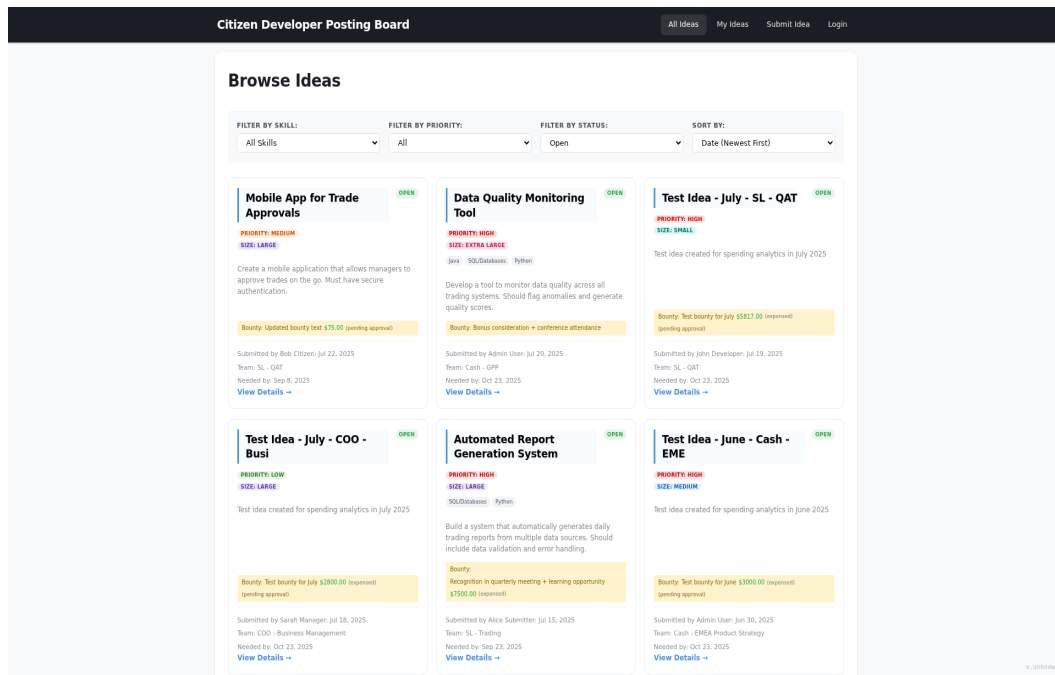 Citizen Developer Posting Board
All Ideas My Ideas Submit Idea Login
Browse Ideas
FILTER BY SKILL: FILTER BY PRIORITY: FILTER BY STATUS: SORT BY:
All Skills All Open Date (Newest First)
Mobile App for Trade
Approvals
OPEN
PRIORITY: MEDIUM
SIZE: LARGE
Create a mobile application that allows managers to
approve trades on the go. Must have secure
authentication.
Bounty: Updated bounty text $75.00 (pending approval)
Submitted by Bob Citizen: Jul 22, 2025
Team: SL - QAT
Needed by: Sep 8, 2025
View Details →
Data Quality Monitoring
Tool
OPEN
PRIORITY: HIGH
SIZE: EXTRA LARGE
Java SQL/Databases Python
Develop a tool to monitor data quality across all
trading systems. Should flag anomalies and generate
quality scores.
Bounty: Bonus consideration + conference attendance
Submitted by Admin User: Jul 20, 2025
Team: Cash - GPP
Needed by: Oct 23, 2025
View Details →
Test Idea - July - SL - QAT
OPEN
PRIORITY: HIGH
SIZE: SMALL
Test idea created for spending analytics in July 2025
Bounty: Test bounty for July $5817.00 (expensed)
(pending approval)
Submitted by John Developer: Jul 19, 2025
Team: SL - QAT
Needed by: Oct 23, 2025
View Details →
Test Idea - July - COO -
Busi
OPEN
PRIORITY: LOW
SIZE: LARGE
Test idea created for spending analytics in July 2025
Bounty: Test bounty for July $2800.00 (expensed)
(pending approval)
Submitted by Sarah Manager: Jul 18, 2025
Team: COO - Business Management
Needed by: Oct 23, 2025
View Details →
Automated Report
Generation System
OPEN
PRIORITY: HIGH
SIZE: LARGE
SQL/Databases Python
Build a system that automatically generates daily
trading reports from multiple data sources. Should
include data validation and error handling.
Bounty:
Recognition in quarterly meeting + learning opportunity
$7500.00 (expensed)
Submitted by Alice Submitter: Jul 15, 2025
Team: SL - Trading
Needed by: Sep 23, 2025
View Details →
Test Idea - June - Cash -
EME
OPEN
PRIORITY: HIGH
SIZE: MEDIUM
Test idea created for spending analytics in June 2025
Bounty: Test bounty for June $3000.00 (expensed)
(pending approval)
Submitted by Admin User: Jun 30, 2025
Team: Cash - EMEA Product Strategy
Needed by: Oct 23, 2025
View Details →
v.unknow